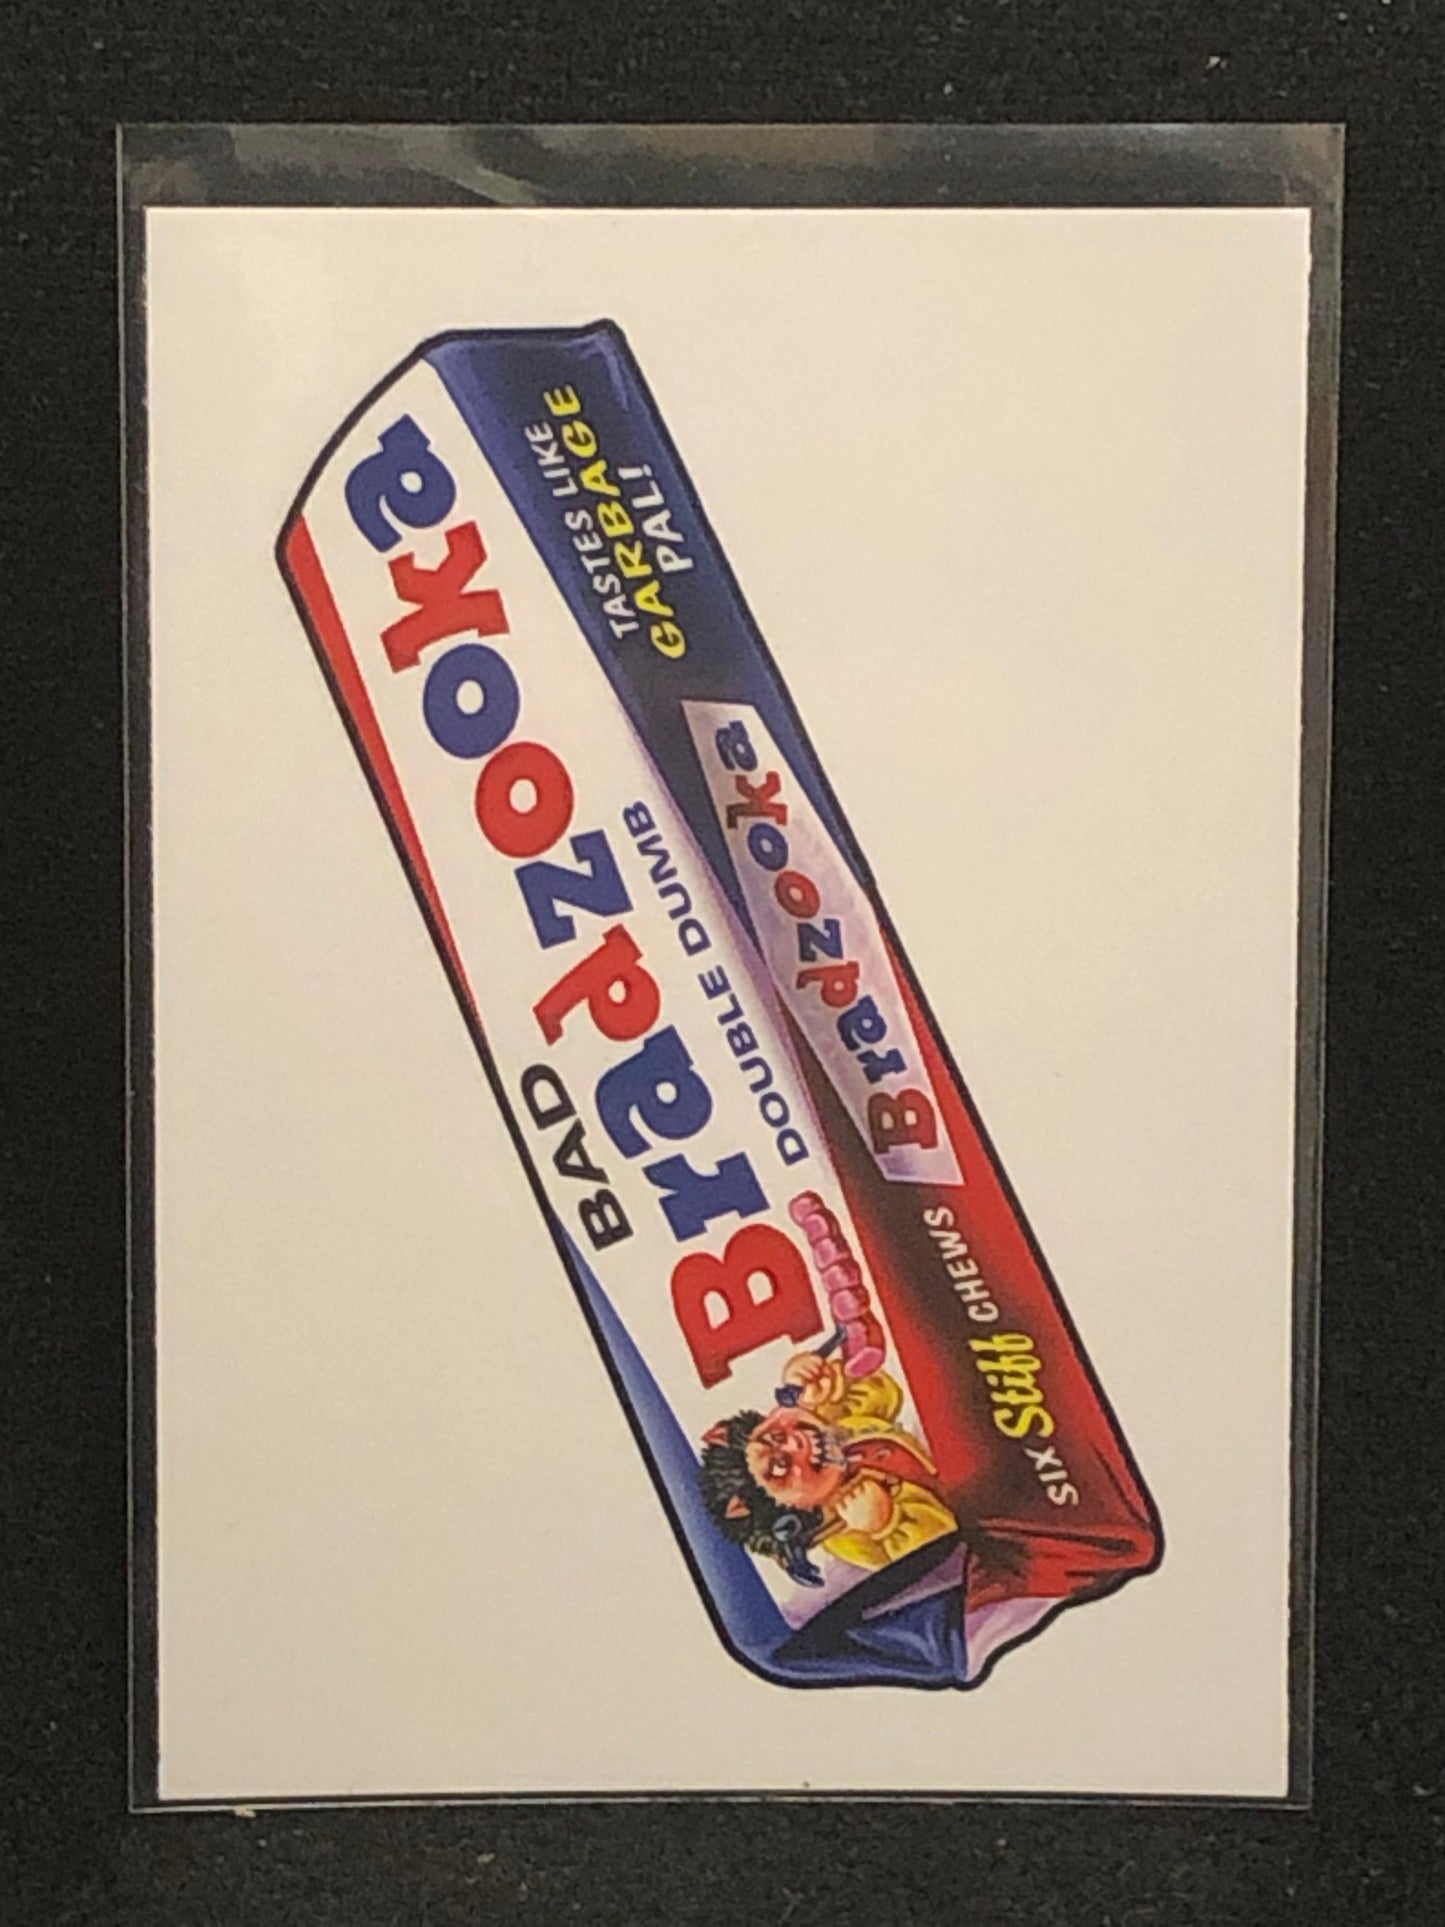 BAD
Bradzooka
DOUBLE DUMB
SIX Stiff CHEWS
Bradzooka
TASTES LIKE
GARBAGE
PAL!